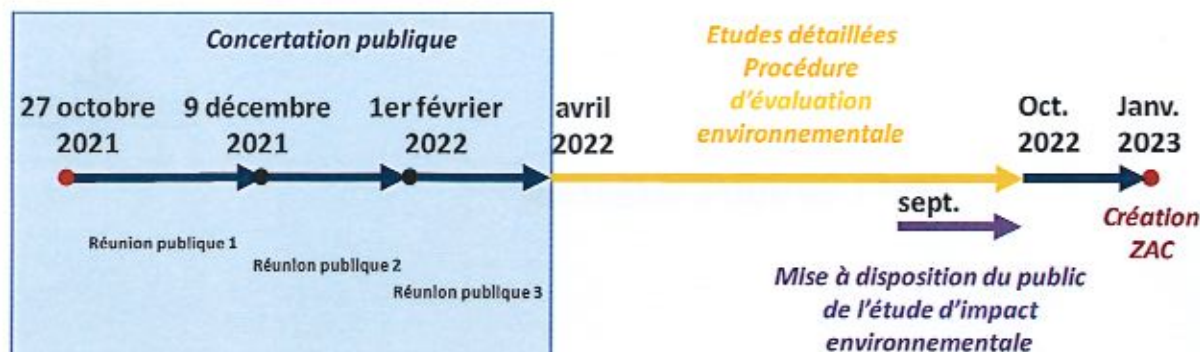 Concertation publique
27 octobre
2021
9 décembre
2021
1er février
2022
Réunion publique 1
Réunion publique 2
Réunion publique 3
avril
2022
Etudes détaillées
Procédure
d'évaluation
environnementale
Oct.
2022
Janv.
2023
sept.
Création
ZAC
Mise à disposition du public
de l'étude d'impact
environnementale